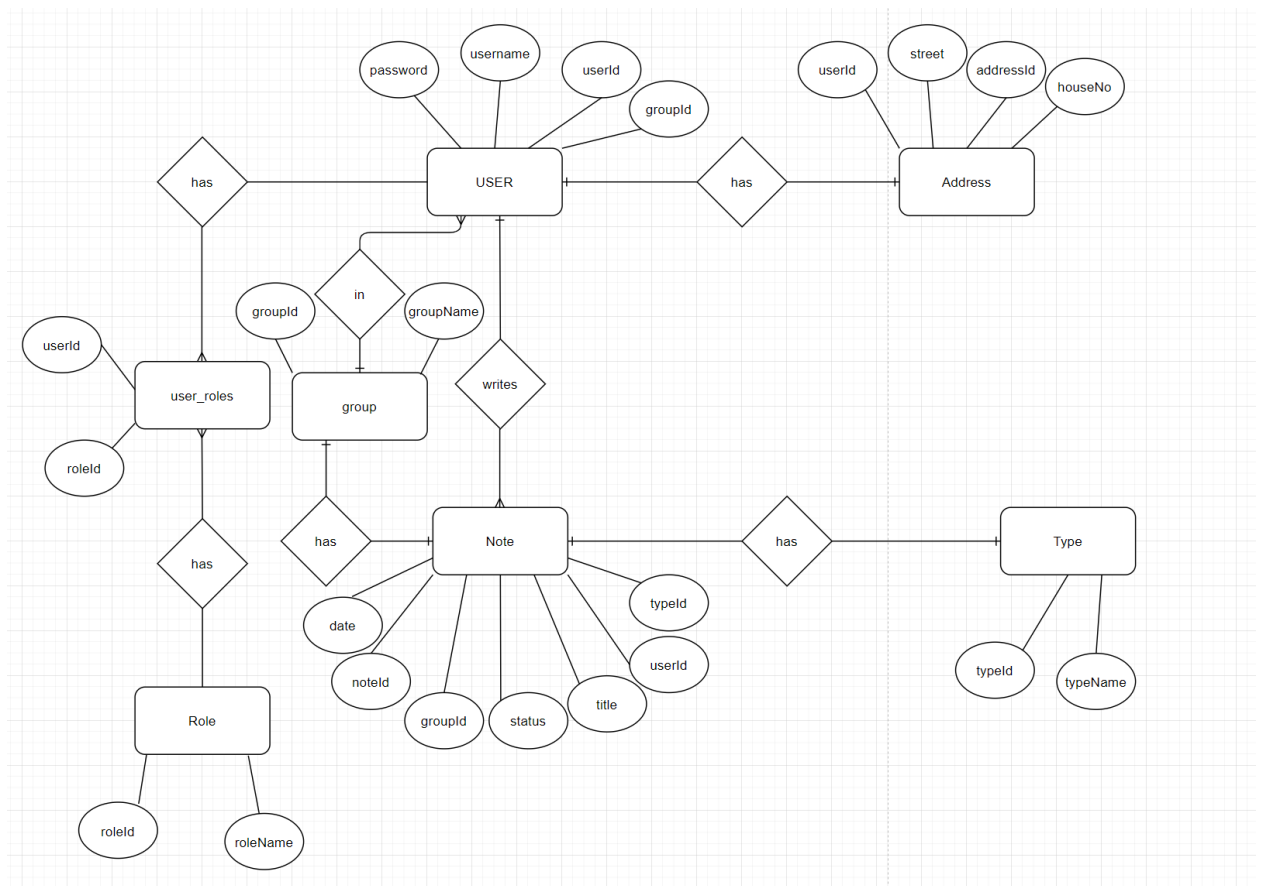 username
password
userId
groupId
userId
street
addressId
houseNo
has
USER
has
Address
in
groupId
groupName
userId
user_roles
group
writes
roleId
has
has
Note
has
Type
date
typeId
noteId
userId
groupId
status
title
typeId
typeName
Role
roleId
roleName